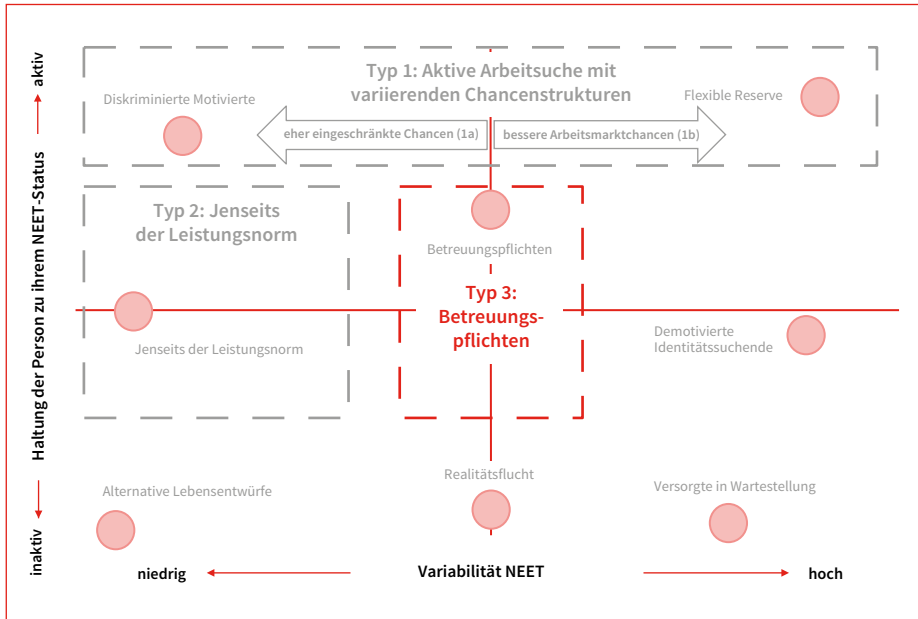 Haltung der Person zu ihrem NEET-Status
aktiv
inaktiv
Typ 1: Aktive Arbeitsuche mit
variierenden Chancenstrukturen
Diskriminierte Motivierte
Flexible Reserve
eher eingeschränkte Chancen (1a)
bessere Arbeitsmarktchancen (1b)
Typ 2: Jenseits
der Leistungsnorm
Betreuungspflichten
Typ 3:
Betreuungs-
pflichten
Jenseits der Leistungsnorm
Demotivierte
Identitätssuchende
Realitätsflucht
Alternative Lebensentwürfe
Versorgte in Wartestellung
niedrig
Variabilität NEET
hoch